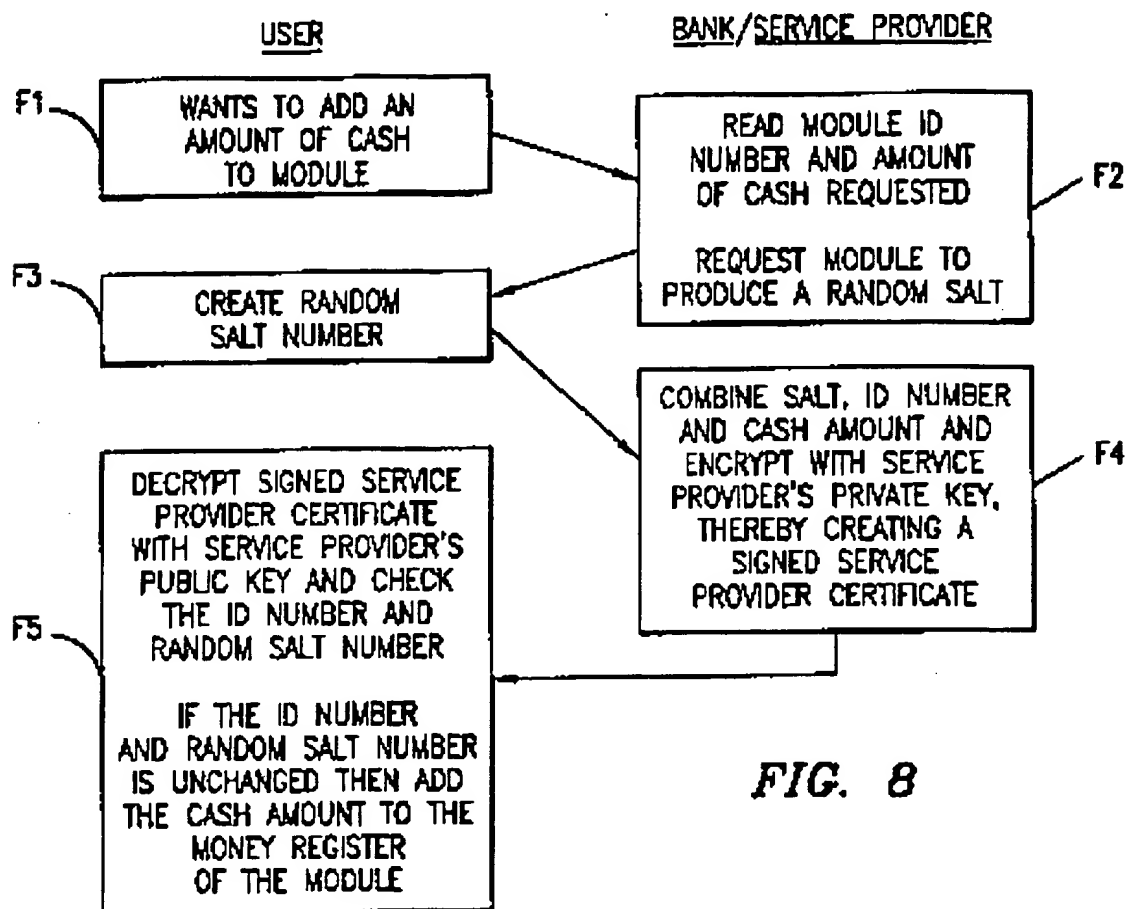 USER
BANK/SERVICE PROVIDER
F1
WANTS TO ADD AN
AMOUNT OF CASH
TO MODULE
READ MODULE ID
NUMBER AND AMOUNT
OF CASH REQUESTED
REQUEST MODULE TO
PRODUCE A RANDOM SALT
F2
F3
CREATE RANDOM
SALT NUMBER
COMBINE SALT, ID NUMBER
AND CASH AMOUNT AND
ENCRYPT WITH SERVICE
PROVIDER'S PRIVATE KEY,
THEREBY CREATING A
SIGNED SERVICE
PROVIDER CERTIFICATE
F4
F5
DECRYPT SIGNED SERVICE
PROVIDER CERTIFICATE
WITH SERVICE PROVIDER'S
PUBLIC KEY AND CHECK
THE ID NUMBER AND
RANDOM SALT NUMBER
IF THE ID NUMBER
AND RANDOM SALT NUMBER
IS UNCHANGED THEN ADD
THE CASH AMOUNT TO THE
MONEY REGISTER
OF THE MODULE
FIG. 8